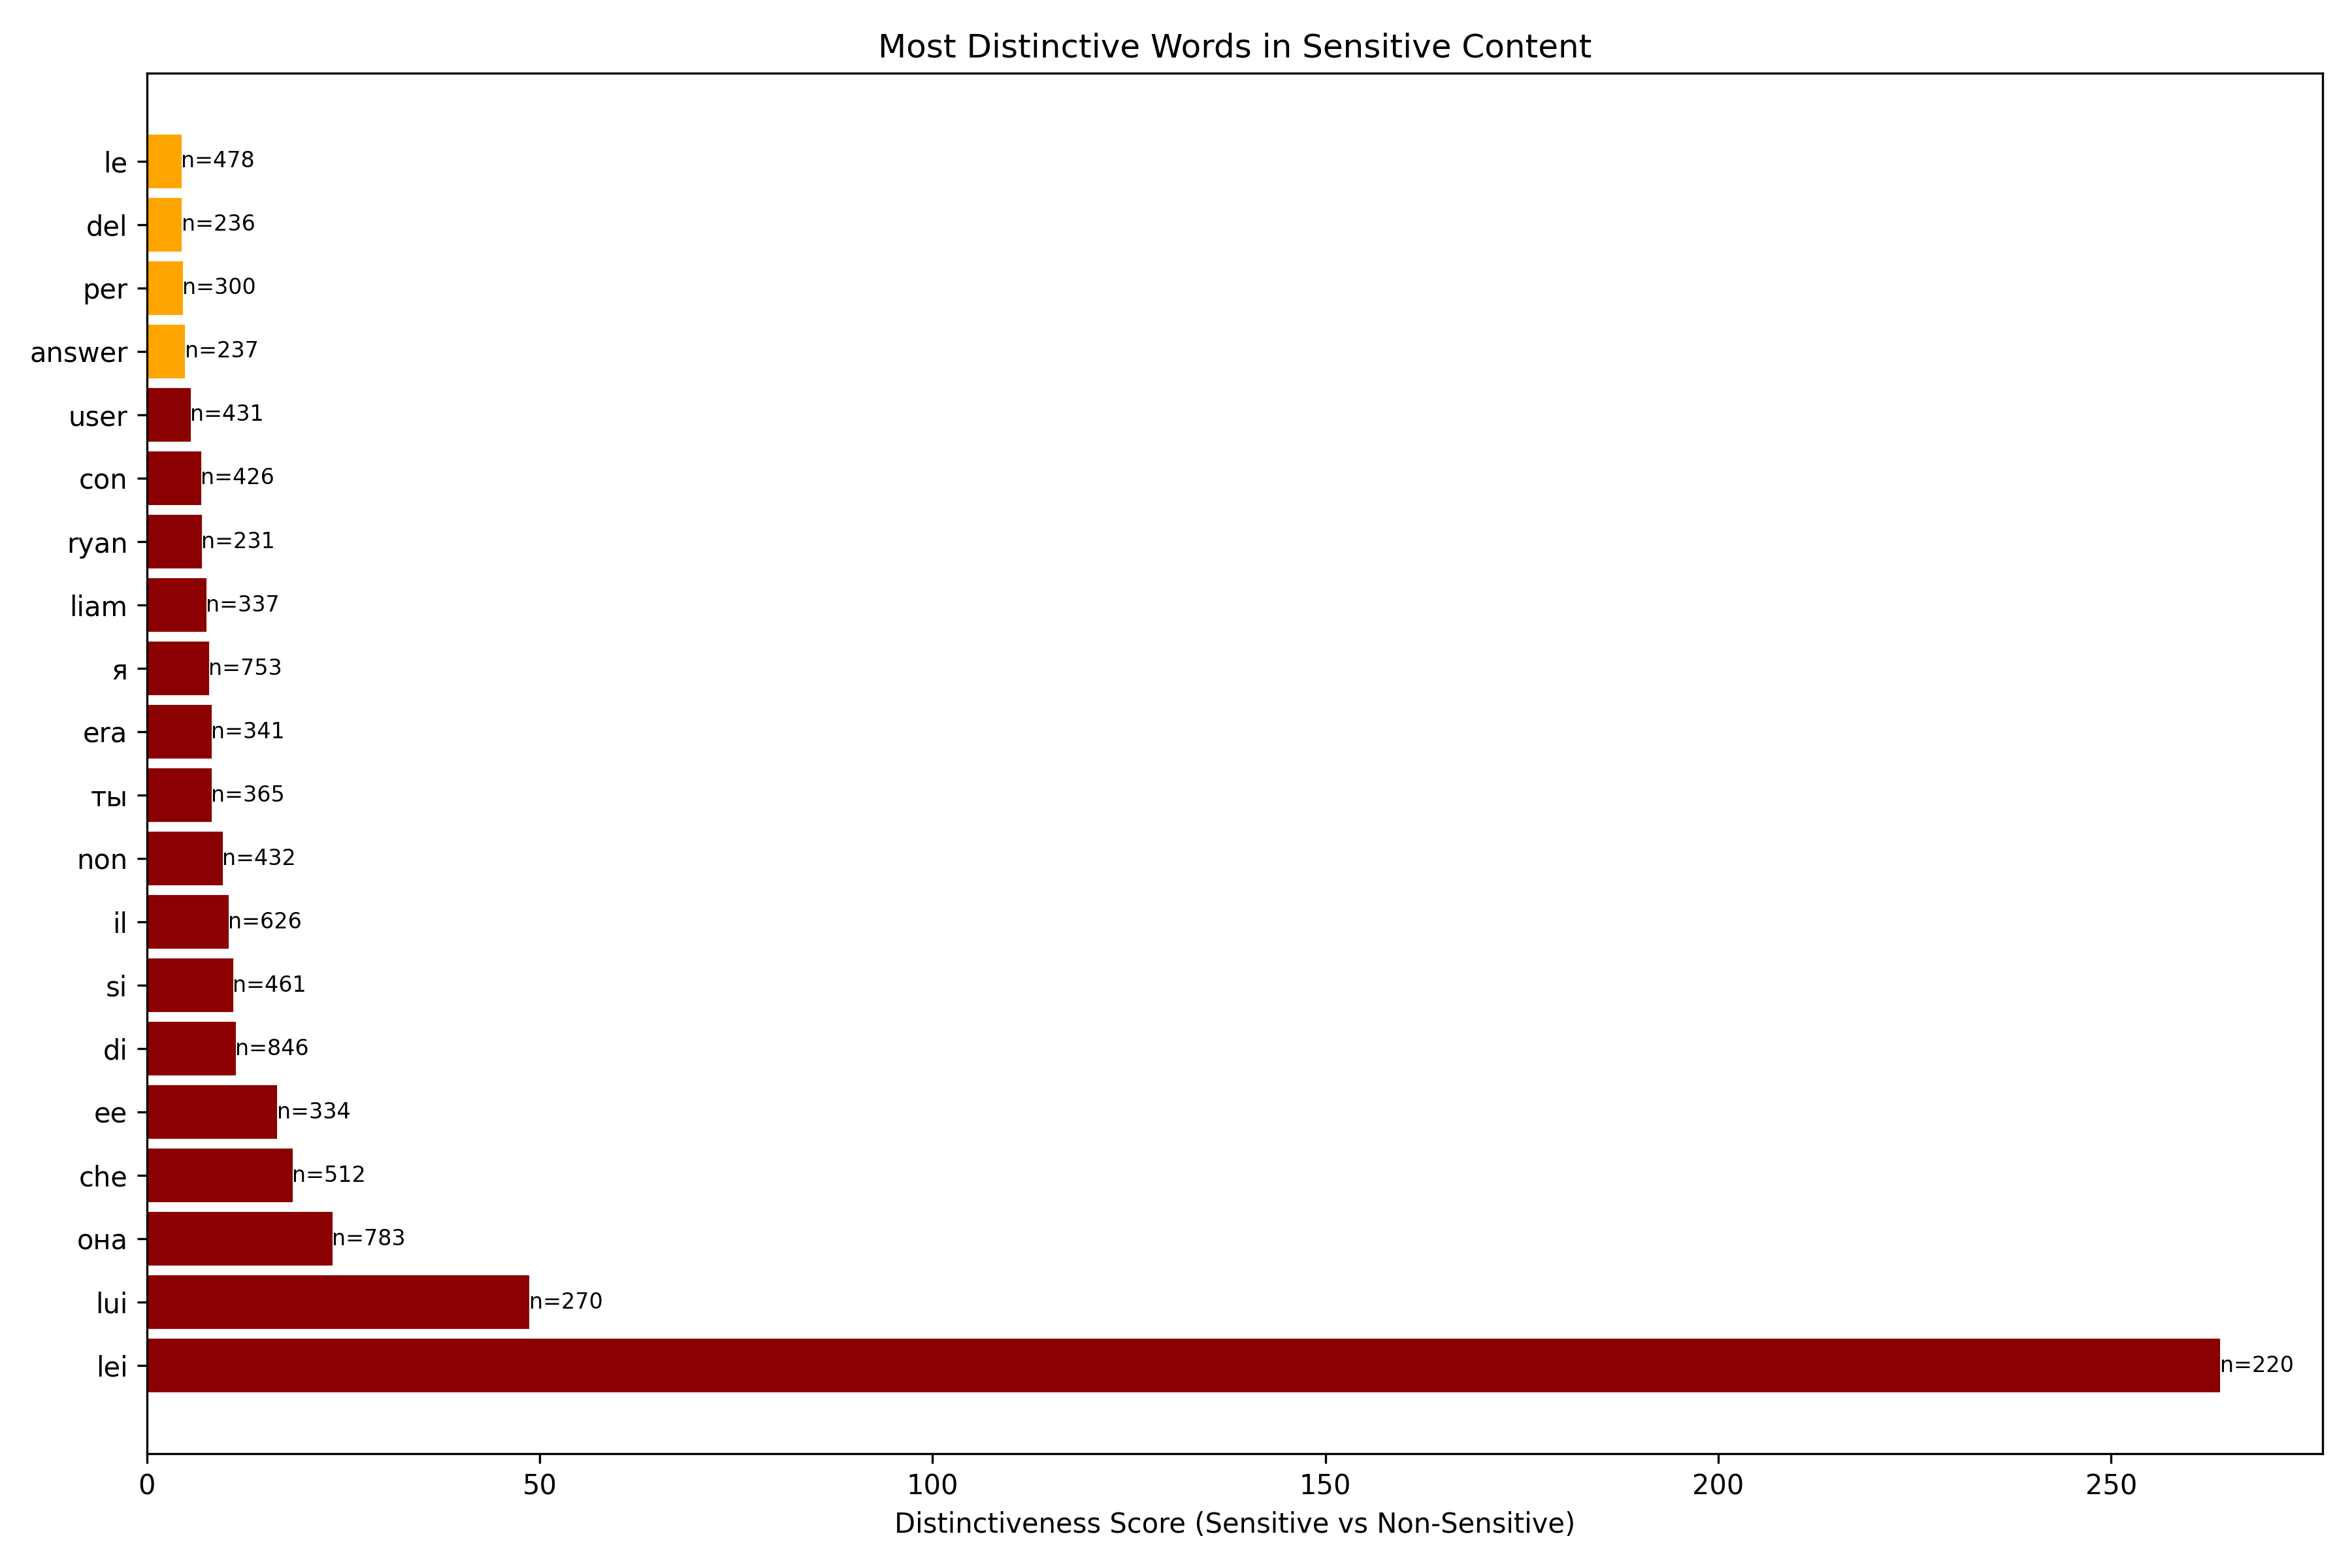 Most Distinctive Words in Sensitive Content
le n=478
del n=236
per n=300
answer n=237
user n=431
con n=426
ryan n=231
liam n=337
я n=753
era n=341
ты n=365
non n=432
il n=626
si n=461
di n=846
ее n=334
che n=512
она n=783
lui n=270
lei n=220
0 50 100 150 200 250
Distinctiveness Score (Sensitive vs Non-Sensitive)